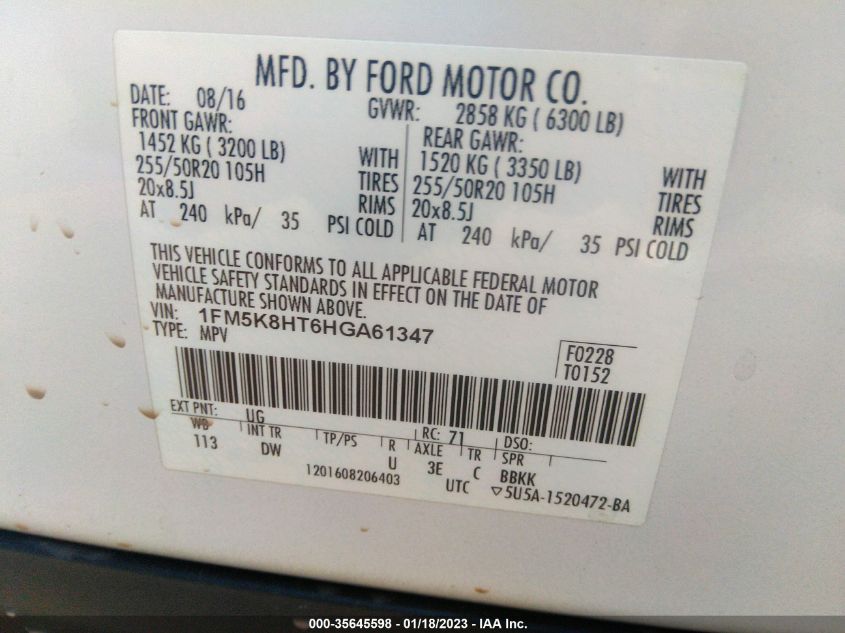 MFD. BY FORD MOTOR CO.
DATE: 08/16 GVWR: 2858 KG ( 6300 LB)
FRONT GAWR: REAR GAWR:
1452 KG ( 3200 LB) WITH 1520 KG ( 3350 LB) WITH
255/50R20 105H TIRES 255/50R20 105H TIRES
20x8.5J RIMS 20x8.5J RIMS
AT 240 kPa/ 35 PSI COLD AT 240 kPa/ 35 PSI COLD
THIS VEHICLE CONFORMS TO ALL APPLICABLE FEDERAL MOTOR
VEHICLE SAFETY STANDARDS IN EFFECT ON THE DATE OF
MANUFACTURE SHOWN ABOVE.
VIN: 1FM5K8HT6HGA61347
TYPE: MPV
F0228
T0152
EXT PNT: UG RC: 71 DSO:
WB INT TR TP/PS R AXLE TR SPR
113 DW U 3E C BBKK
1201608206403 UTC ▽5U5A-1520472-BA
000-35645598 - 01/18/2023 - IAA Inc.